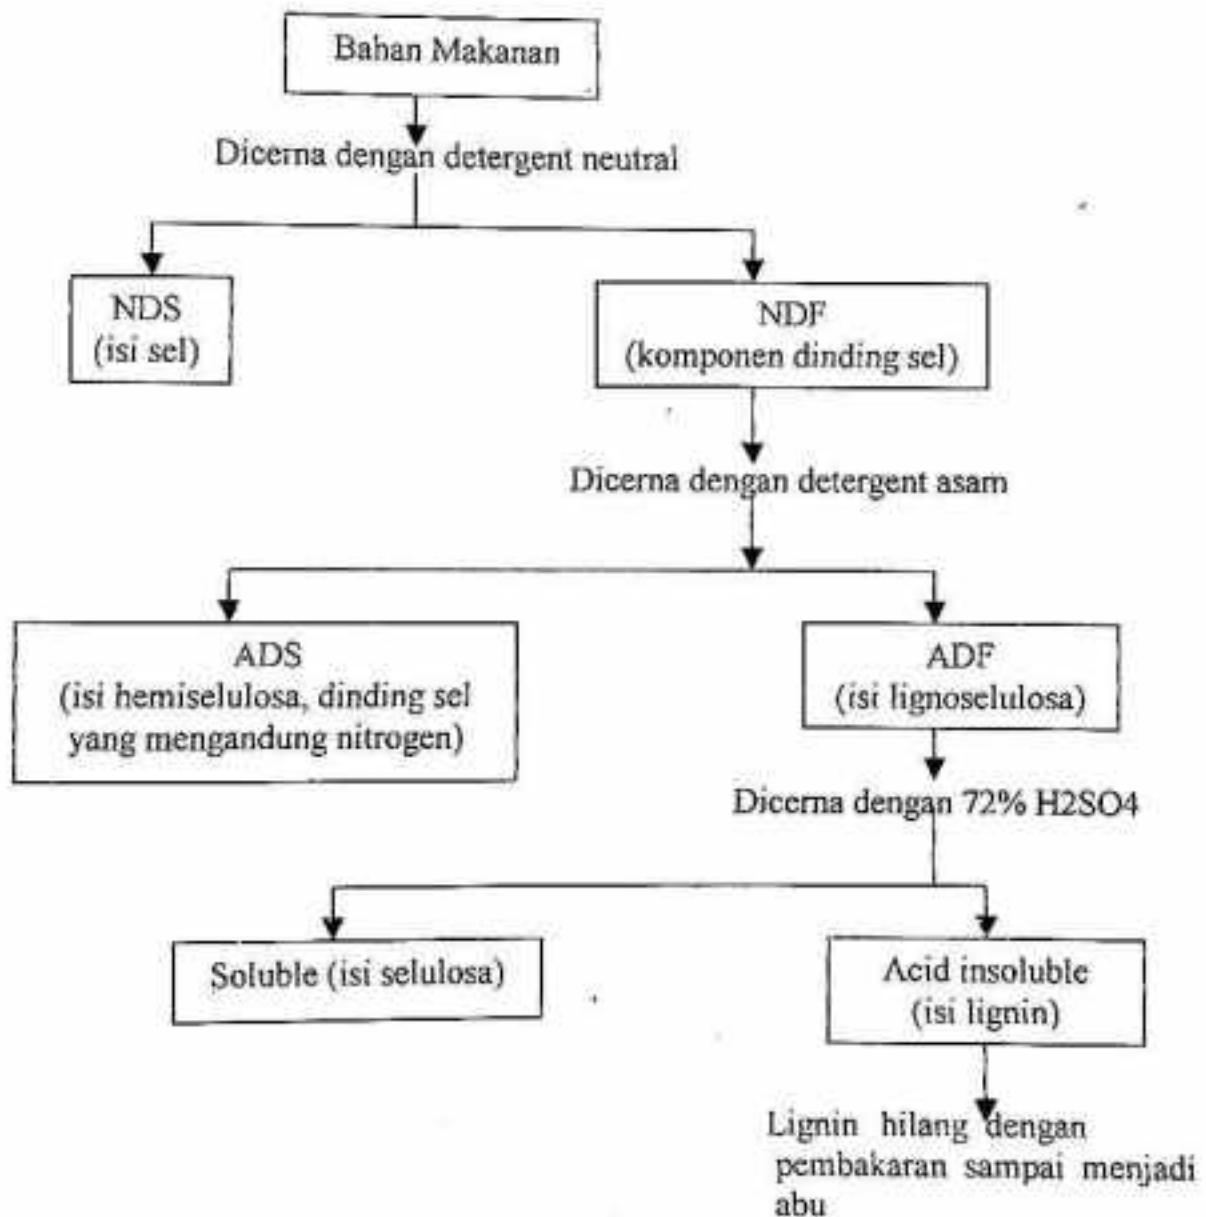 Bahan Makanan
Dicerna dengan detergent neutral
NDS
(isi sel)
NDF
(komponen dinding sel)
Dicerna dengan detergent asam
ADS
(isi hemiselulosa, dinding sel
yang mengandung nitrogen)
ADF
(isi lignoselulosa)
Dicerna dengan 72% H2SO4
Soluble (isi selulosa)
Acid insoluble
(isi lignin)
Lignin hilang dengan
pembakaran sampai menjadi
abu